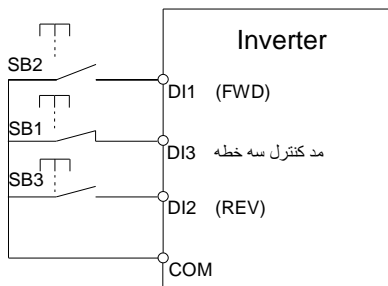 Inverter
SB2
DI1 (FWD)
SB1
DI3 مد کنترل سه خطه
SB3
DI2 (REV)
COM